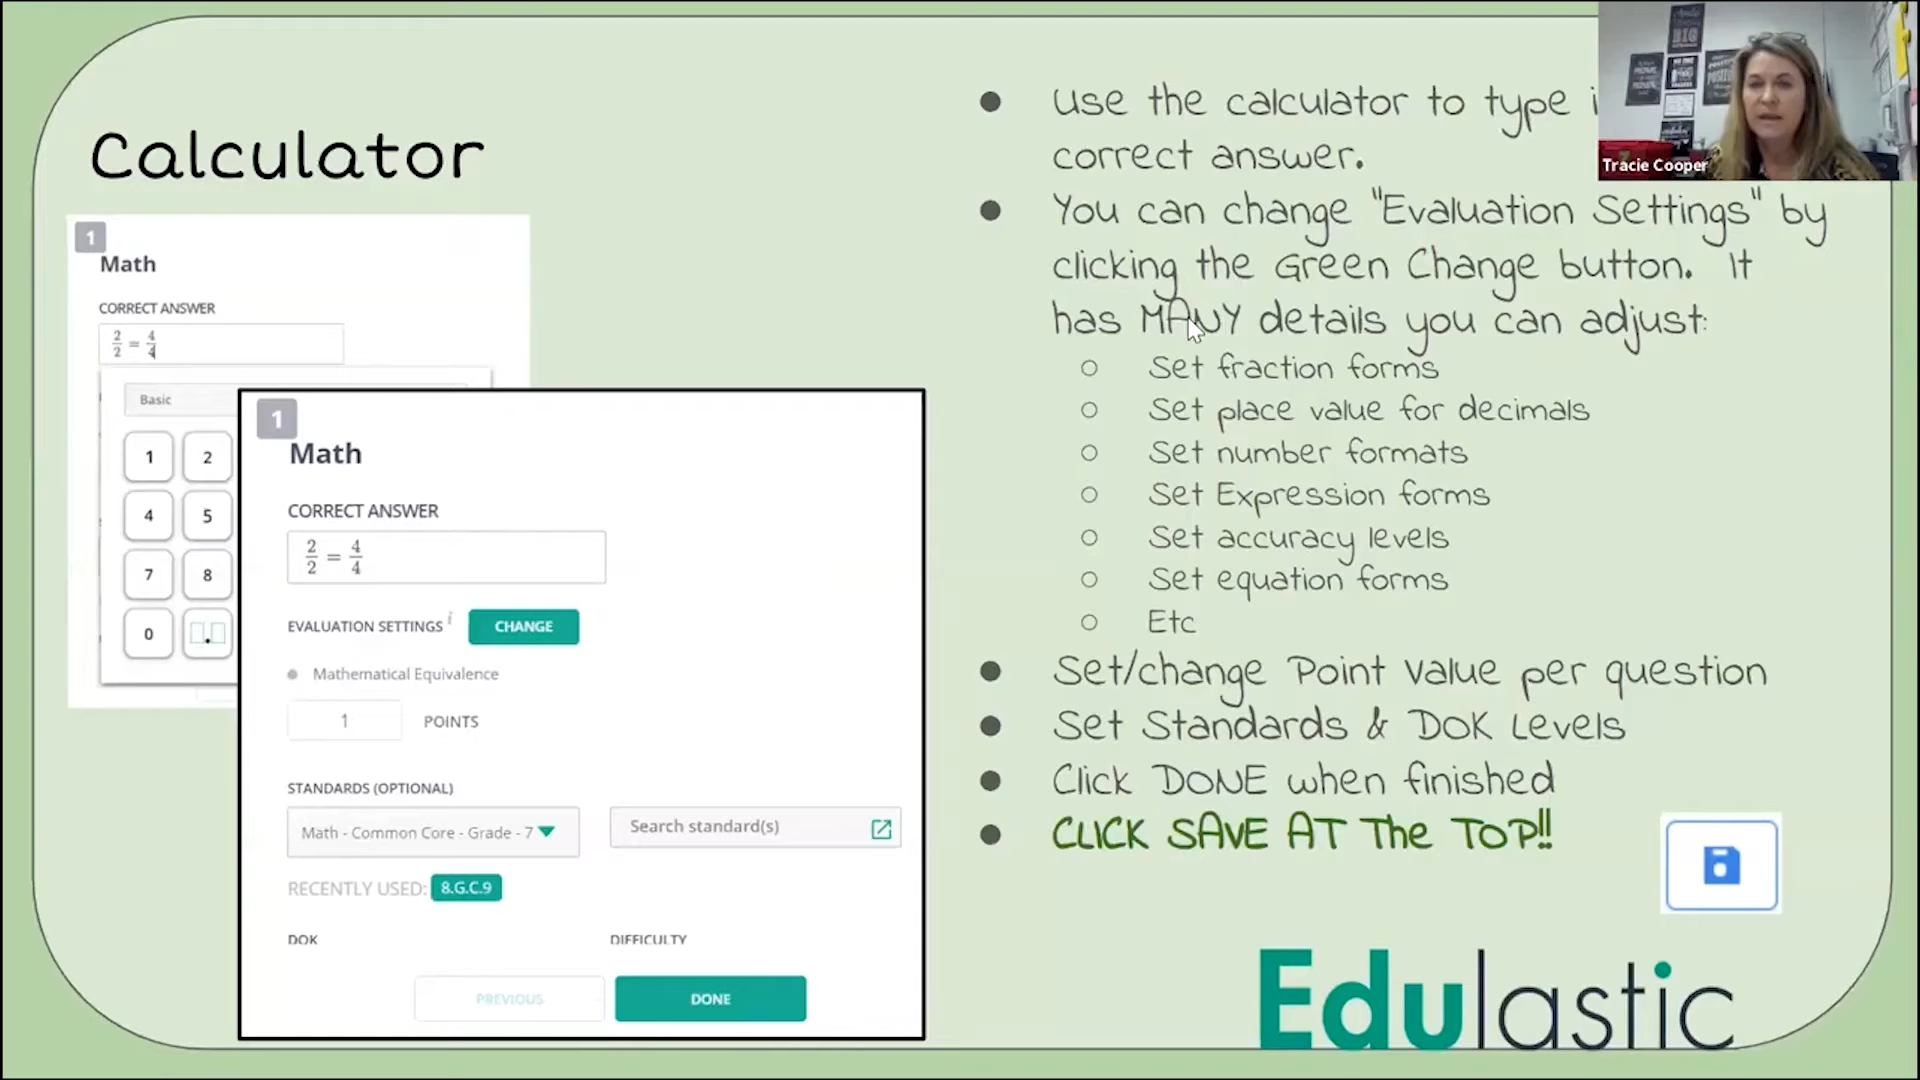 Calculator
1
Math
CORRECT ANSWER
2/2 = 4/4
Basic
1 2
4 5
7 8
0 .
1
Math
CORRECT ANSWER
2/2 = 4/4
EVALUATION SETTINGS i CHANGE
Mathematical Equivalence
1 POINTS
STANDARDS (OPTIONAL)
Math - Common Core - Grade - 7
Search standard(s)
RECENTLY USED: 8.G.C.9
DOK DIFFICULTY
PREVIOUS DONE
Use the calculator to type
correct answer.
You can change "Evaluation Settings" by
clicking the Green Change button. It
has MANY details you can adjust:
Set fraction forms
Set place value for decimals
Set number formats
Set Expression forms
Set accuracy levels
Set equation forms
Etc
Set/change Point Value per question
Set Standards & DOK Levels
Click DONE when finished
CLICK SAVE AT The TOP!!
Edulastic
Tracie Cooper